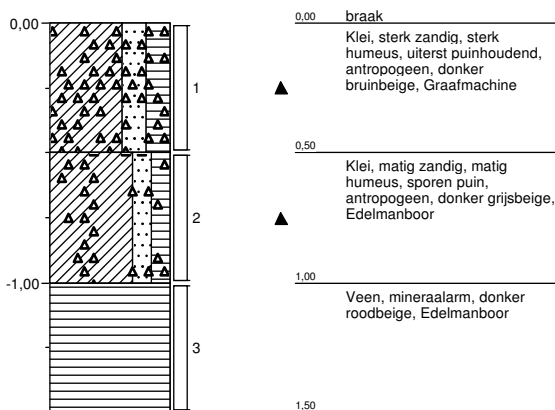 0,00
-1,00
1
2
3
0,00 braak
Klei, sterk zandig, sterk
humeus, uiterst puinhoudend,
antropogeen, donker
bruinbeige, Graafmachine
0,50
Klei, matig zandig, matig
humeus, sporen puin,
antropogeen, donker grijsbeige,
Edelmanboor
1,00
Veen, mineraalarm, donker
roodbeige, Edelmanboor
1,50